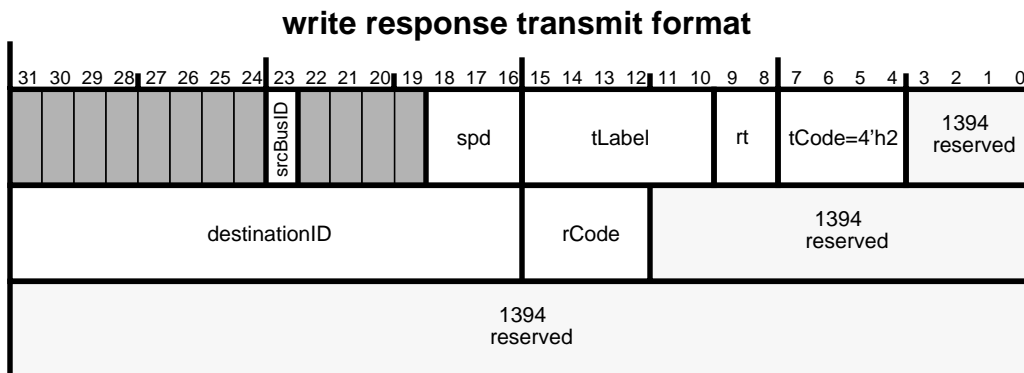 write response transmit format
31 30 29 28 27 26 25 24 23 22 21 20 19 18 17 16 15 14 13 12 11 10 9 8 7 6 5 4 3 2 1 0
srcBusID
spd
tLabel
rt
tCode=4'h2
1394
reserved
destinationID
rCode
1394
reserved
1394
reserved